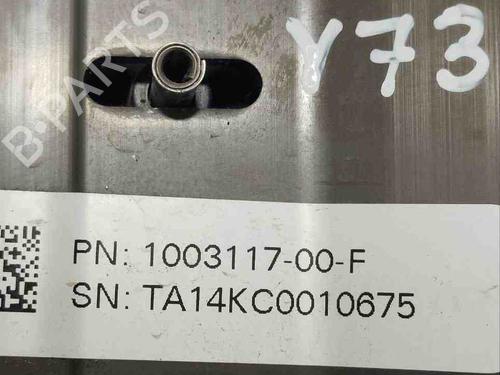 Y73
B-PARTS
PN: 1003117-00-F
SN: TA14KC0010675